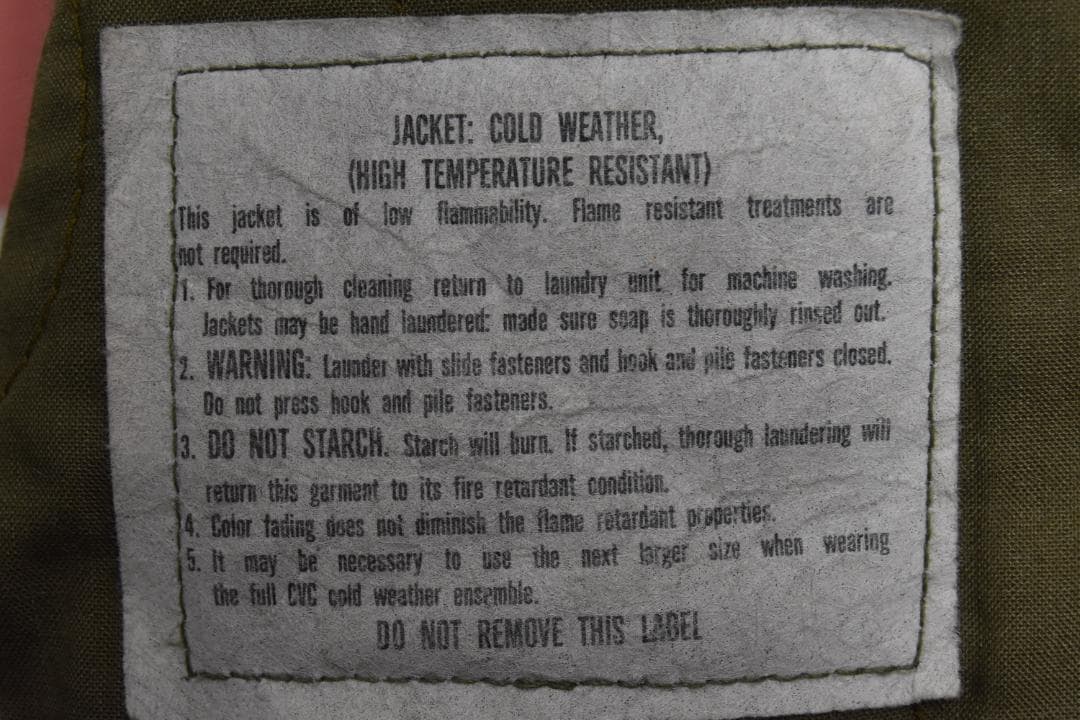 JACKET: COLD WEATHER,
(HIGH TEMPERATURE RESISTANT)
This jacket is of low flammability. Flame resistant treatments are
not required.
1. For thorough cleaning return to laundry unit for machine washing.
Jackets may be hand laundered: made sure soap is thoroughly rinsed out.
2. WARNING: Launder with slide fasteners and hook and pile fasteners closed.
Do not press hook and pile fasteners.
3. DO NOT STARCH. Starch will burn. If starched, thorough laundering will
return this garment to its fire retardant condition.
4. Color fading does not diminish the flame retardant properties.
5. It may be necessary to use the next larger size when wearing
the full CVC cold weather ensemble.
DO NOT REMOVE THIS LABEL